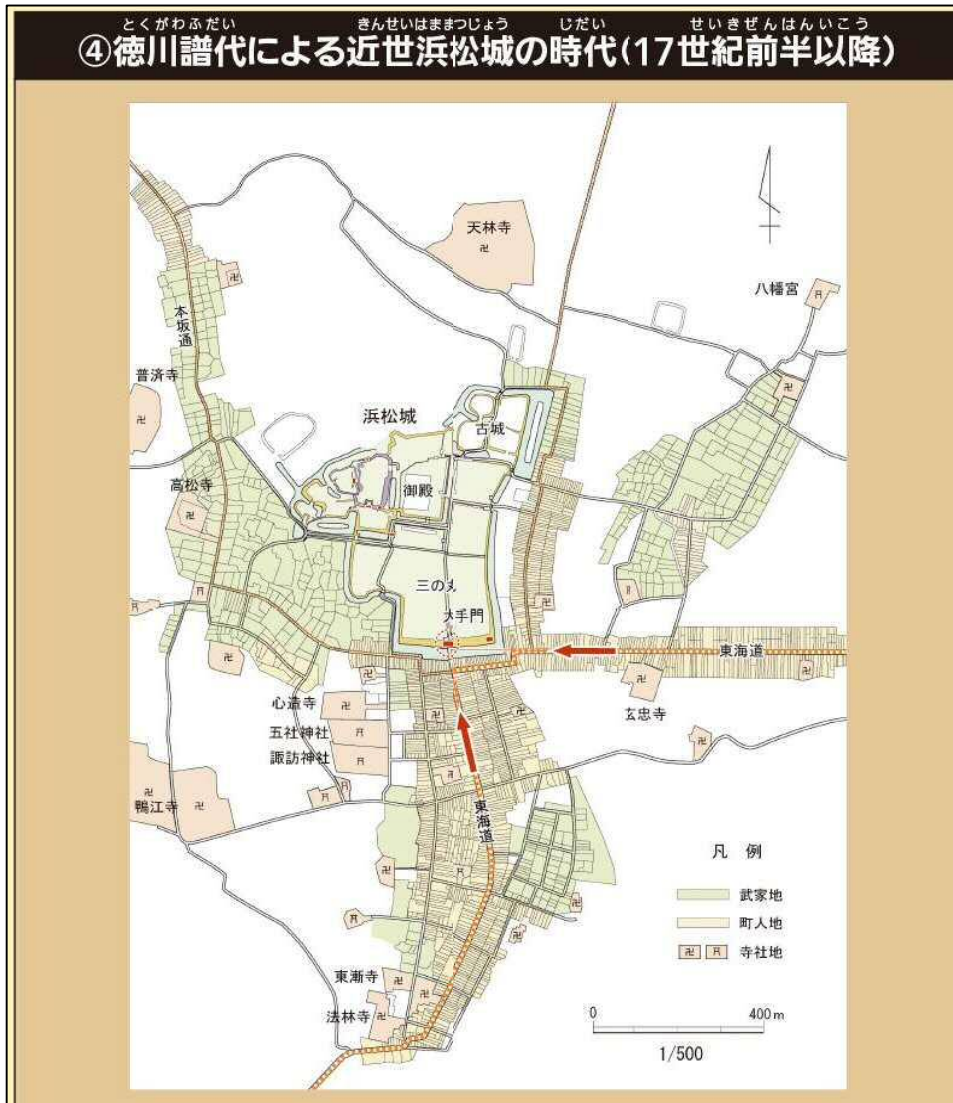 とくがわふだい きんせいはままつじょう じだい せいきぜんはんいこう
④徳川譜代による近世浜松城の時代(17世紀前半以降)
天林寺
卍
八幡宮
本坂通
普済寺
浜松城
古城
御殿
高松寺
三の丸
大手門
東海道
心造寺
玄忠寺
五社神社
諏訪神社
鴨江寺
東海道
凡 例
武家地
町人地
卍 寺社地
東漸寺
法林寺
0 400m
1/500